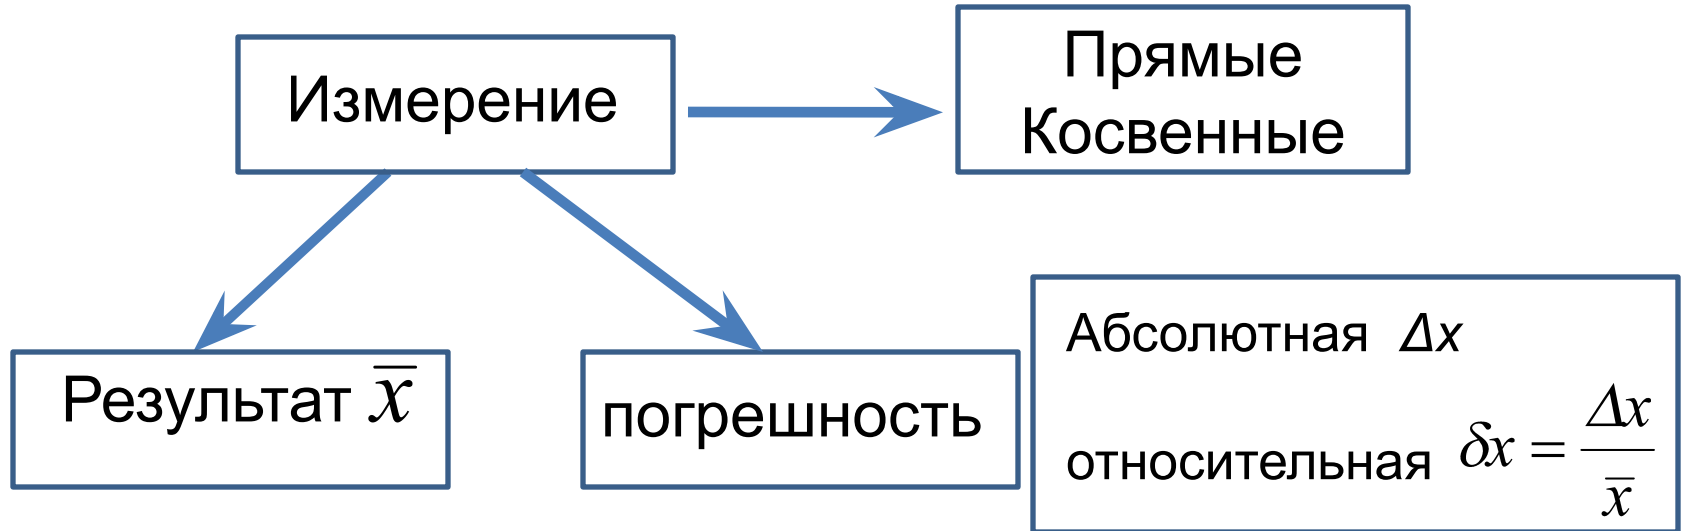 Измерение
Прямые
Косвенные
Результат x̅
погрешность
Абсолютная Δx
относительная δx = Δx / x̅